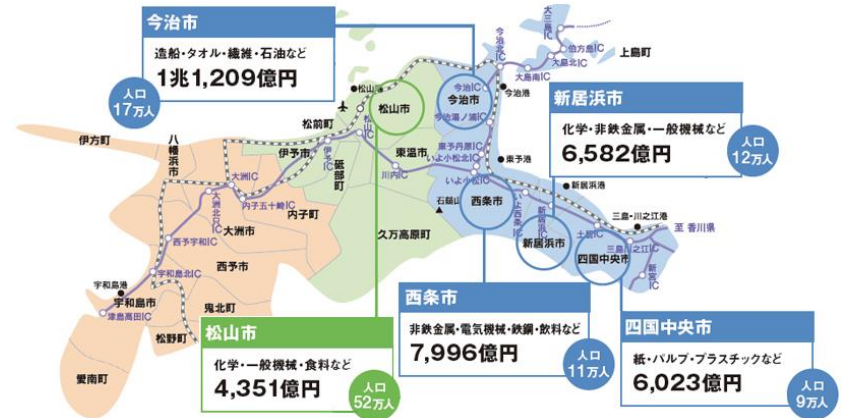 今治市
造船・タオル・繊維・石油など
1兆1,209億円
人口
17万人
大三島IC
伯方島IC
大島北IC
大島南IC
上島町
今治北IC
今治IC
今治市
今治港
今治湯ノ浦IC
新居浜市
化学・非鉄金属・一般機械など
6,582億円
人口
12万人
松山市
松山IC
松前町
伊予市
伊予IC
砥部町
東温市
川内IC
東予丹原IC
いよ小松北IC
いよ小松IC
東予港
石鎚山
西条市
いよ西条IC
新居浜港
新居浜IC
新居浜市
土居IC
三島・川之江港
三島川之江IC
至 香川県
四国中央市
新宮IC
伊方町
八幡浜市
大洲IC
大洲北只IC
内子五十崎IC
内子町
大洲市
久万高原町
西予宇和IC
西予市
宇和島北IC
宇和島港
宇和島市
津島高田IC
鬼北町
松野町
愛南町
松山市
化学・一般機械・食料など
4,351億円
人口
52万人
西条市
非鉄金属・電気機械・鉄鋼・飲料など
7,996億円
人口
11万人
四国中央市
紙・パルプ・プラスチックなど
6,023億円
人口
9万人